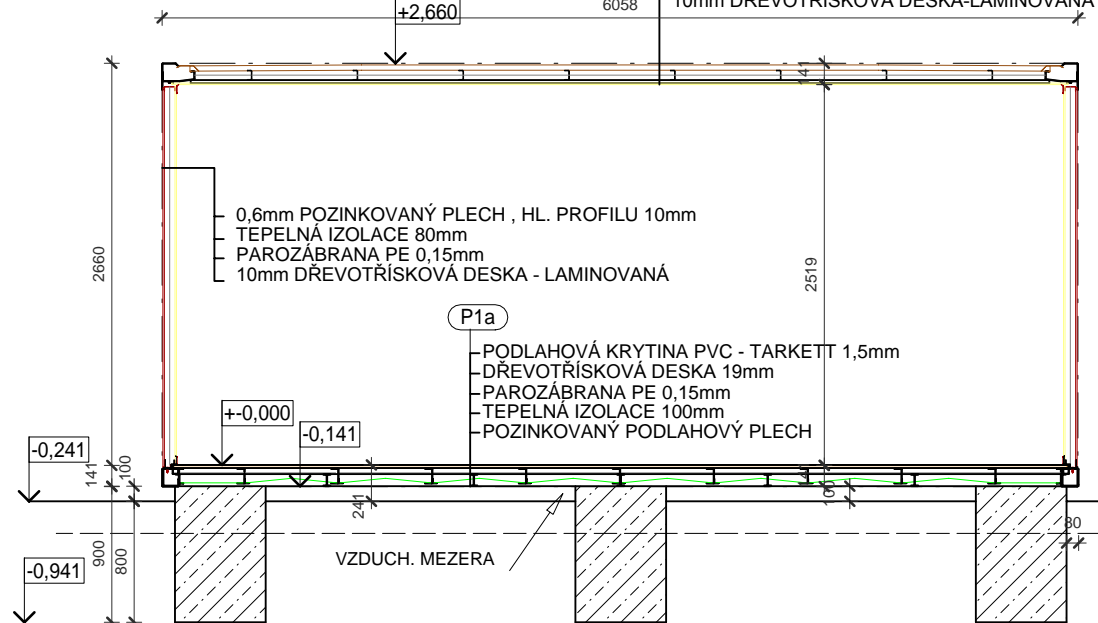 6058
10mm DŘEVOTŘÍSKOVÁ DESKA-LAMINOVANÁ
+2,660
141
2660
0,6mm POZINKOVANÝ PLECH , HL. PROFILU 10mm
TEPELNÁ IZOLACE 80mm
PAROZÁBRANA PE 0,15mm
10mm DŘEVOTŘÍSKOVÁ DESKA - LAMINOVANÁ
2519
P1a
PODLAHOVÁ KRYTINA PVC - TARKETT 1,5mm
DŘEVOTŘÍSKOVÁ DESKA 19mm
PAROZÁBRANA PE 0,15mm
TEPELNÁ IZOLACE 100mm
POZINKOVANÝ PODLAHOVÝ PLECH
+-0,000
-0,141
-0,241
141
100
241
141
100
80
900
800
VZDUCH. MEZERA
-0,941